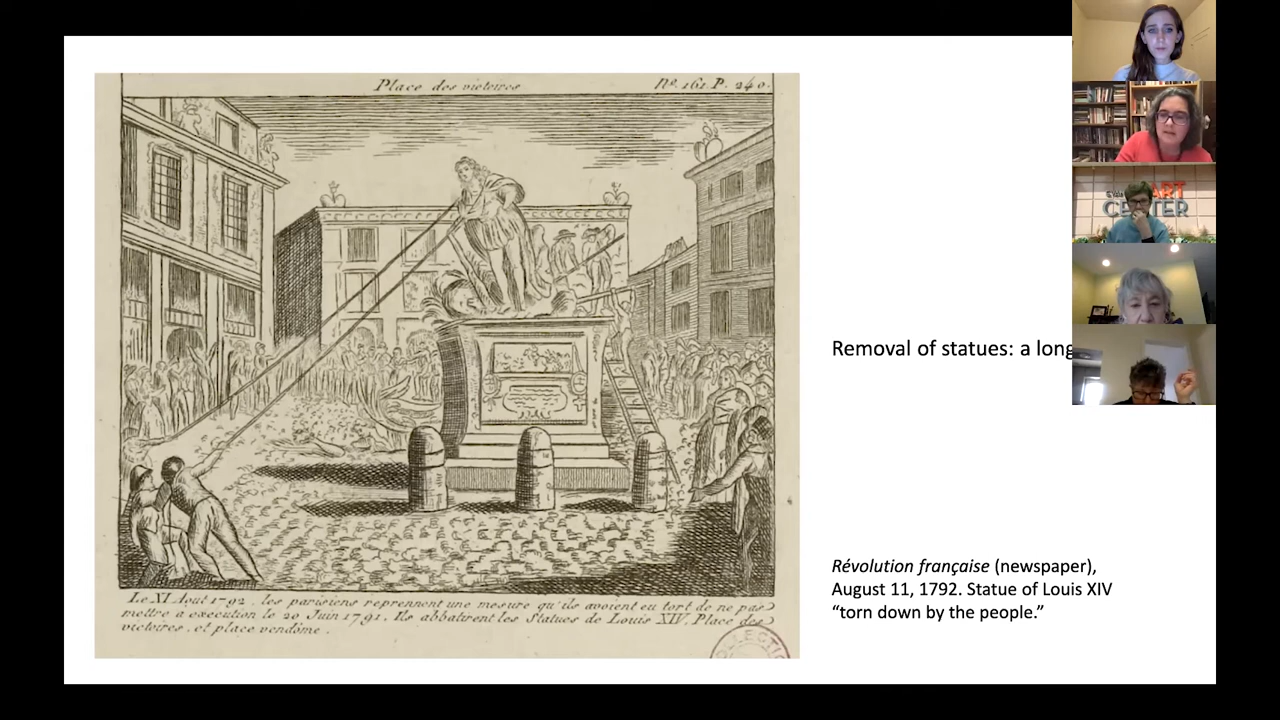 Place des victoires
Nº. 161. P. 240.
Le XI Aout 1792, les parisiens reprennent une mesure qu'ils avoient eu tort de ne pas
mettre a execution le 20 Juin 1791. Ils abbatirent les Statues de Louis XIV, Place des
victoires, et place vendôme.
Removal of statues: a long
Révolution française (newspaper),
August 11, 1792. Statue of Louis XIV
“torn down by the people.”
ART
CENTER